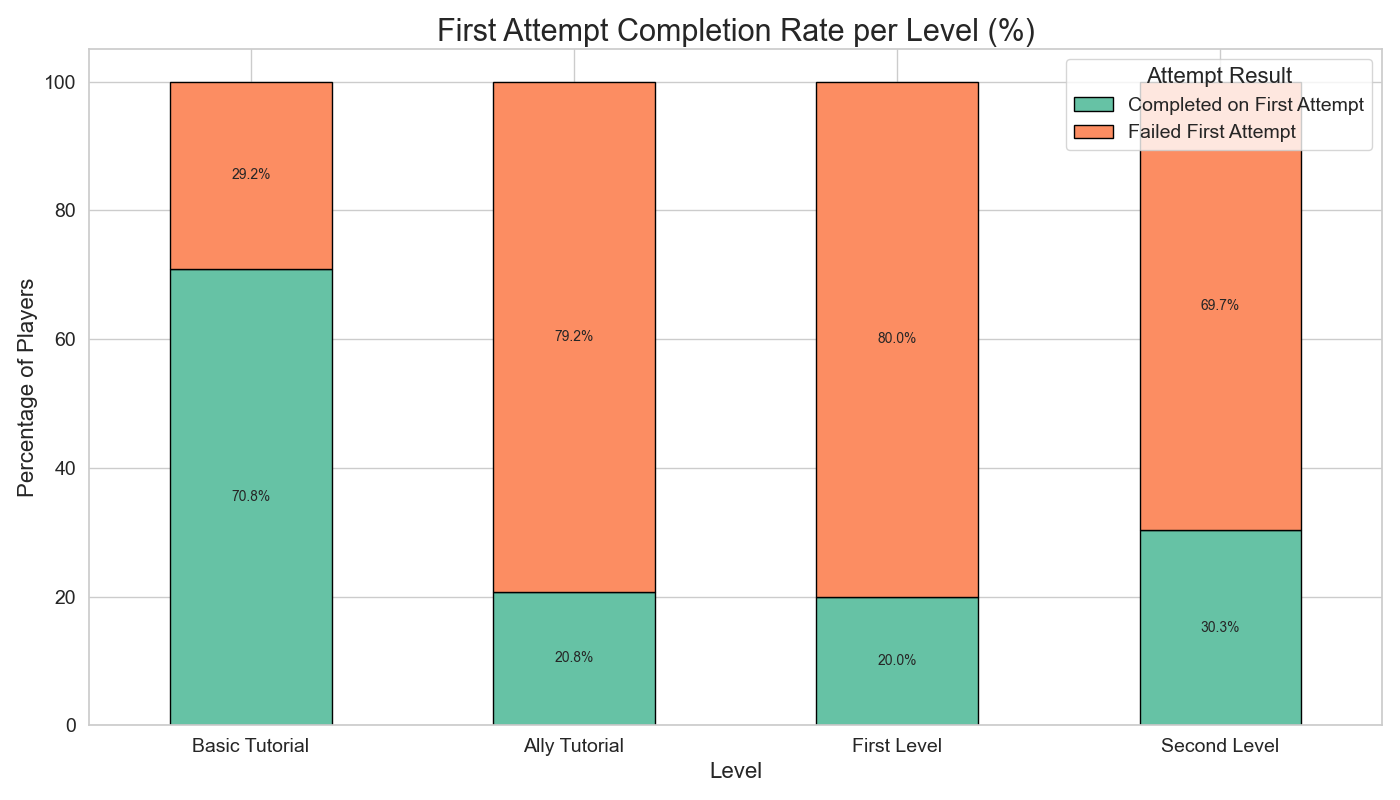 First Attempt Completion Rate per Level (%)
Attempt Result
Completed on First Attempt
Failed First Attempt
Percentage of Players
100
80
60
40
20
0
29.2%
70.8%
79.2%
20.8%
80.0%
20.0%
69.7%
30.3%
Basic Tutorial
Ally Tutorial
First Level
Second Level
Level